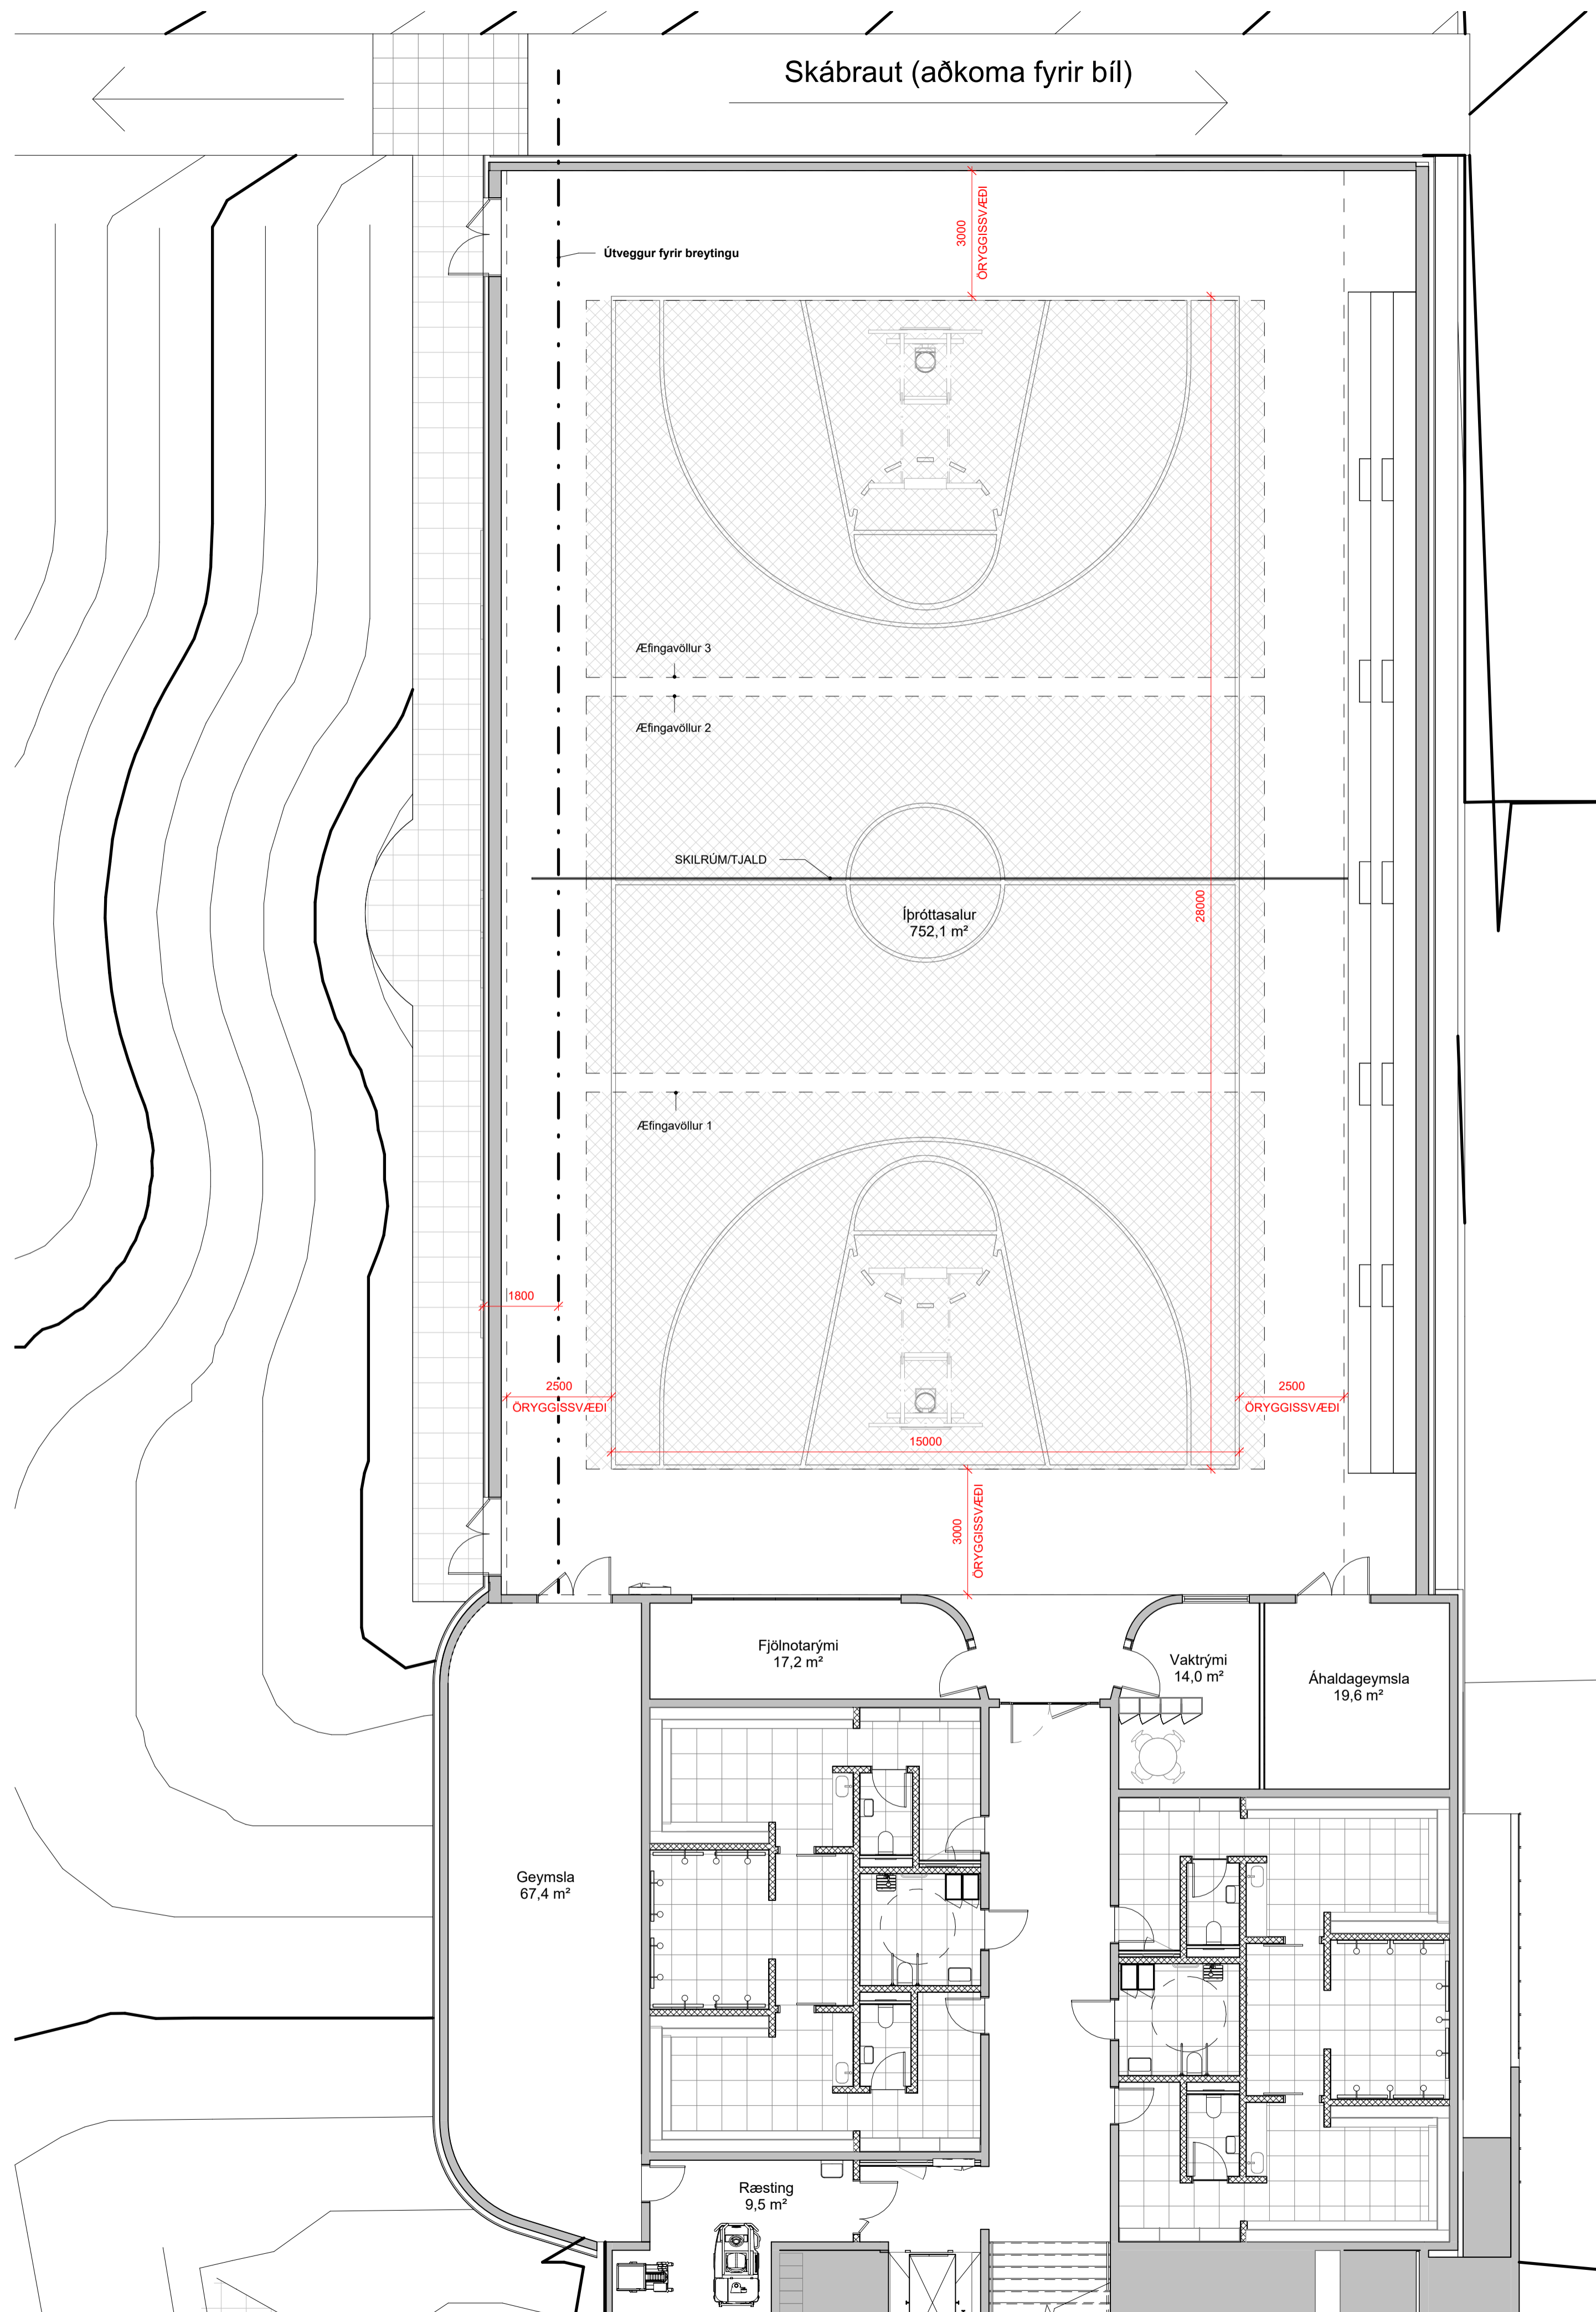 Skábraut (aðkoma fyrir bíl)
3000
ÖRYGGISSVÆÐI
Útveggur fyrir breytingu
Æfingavöllur 3
Æfingavöllur 2
SKILRÚM/TJALD
28000
Íþróttasalur
752,1 m²
Æfingavöllur 1
1800
2500
ÖRYGGISSVÆÐI
2500
ÖRYGGISSVÆÐI
15000
3000
ÖRYGGISSVÆÐI
Fjölnotarými
17,2 m²
Vaktrými
14,0 m²
Áhaldageymsla
19,6 m²
Geymsla
67,4 m²
Ræsting
9,5 m²